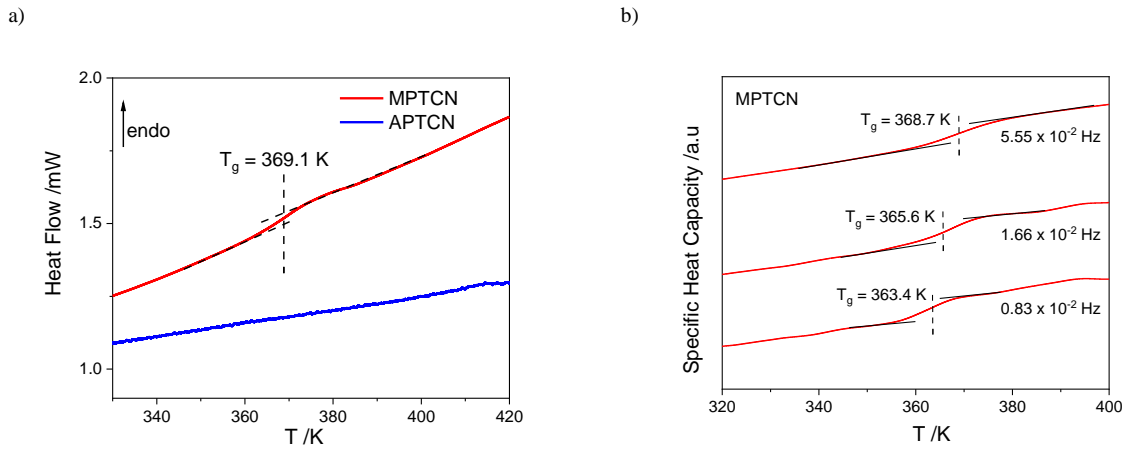 a)
2.0
1.5
1.0
Heat Flow /mW
endo
MPTCN
APTCN
T_g = 369.1 K
340
360
380
400
420
T /K
b)
MPTCN
Specific Heat Capacity /a.u
T_g = 368.7 K
5.55 x 10^-2 Hz
T_g = 365.6 K
1.66 x 10^-2 Hz
T_g = 363.4 K
0.83 x 10^-2 Hz
320
340
360
380
400
T /K